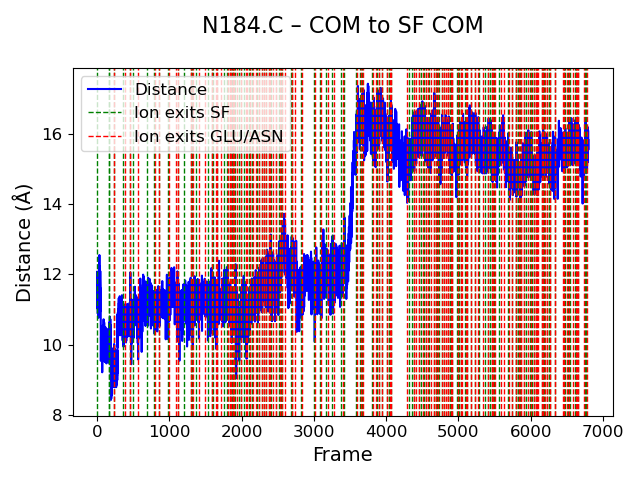 N184.C – COM to SF COM
Distance
Ion exits SF
Ion exits GLU/ASN
Distance (Å)
16
14
12
10
8
0 1000 2000 3000 4000 5000 6000 7000
Frame